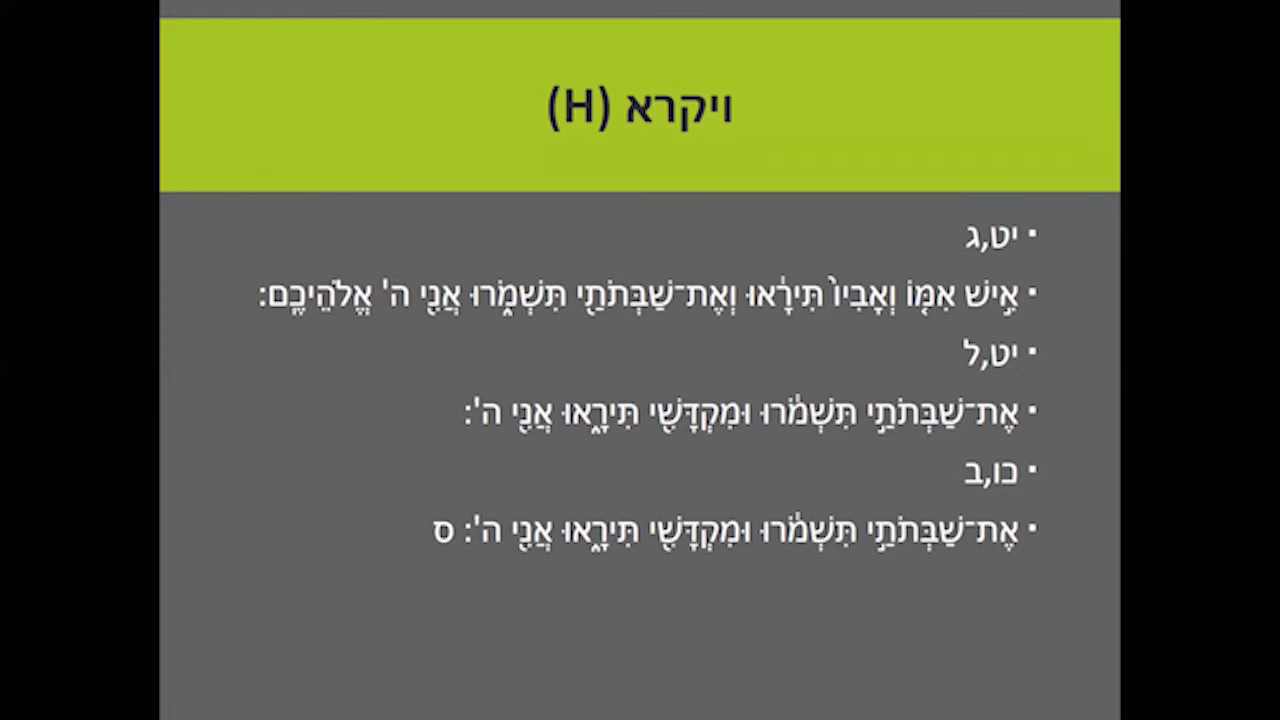 ויקרא (H)
▪ יט,ג
▪ אִ֣ישׁ אִמּ֤וֹ וְאָבִיו֙ תִּירָ֔אוּ וְאֶת־שַׁבְּתֹתַ֖י תִּשְׁמֹ֑רוּ אֲנִ֖י ה' אֱלֹהֵיכֶֽם׃
▪ יט,ל
▪ אֶת־שַׁבְּתֹתַ֣י תִּשְׁמֹ֔רוּ וּמִקְדָּשִׁ֖י תִּירָ֑אוּ אֲנִ֖י ה'׃
▪ כו,ב
▪ אֶת־שַׁבְּתֹתַ֣י תִּשְׁמֹ֔רוּ וּמִקְדָּשִׁ֖י תִּירָ֑אוּ אֲנִ֖י ה'׃ ס